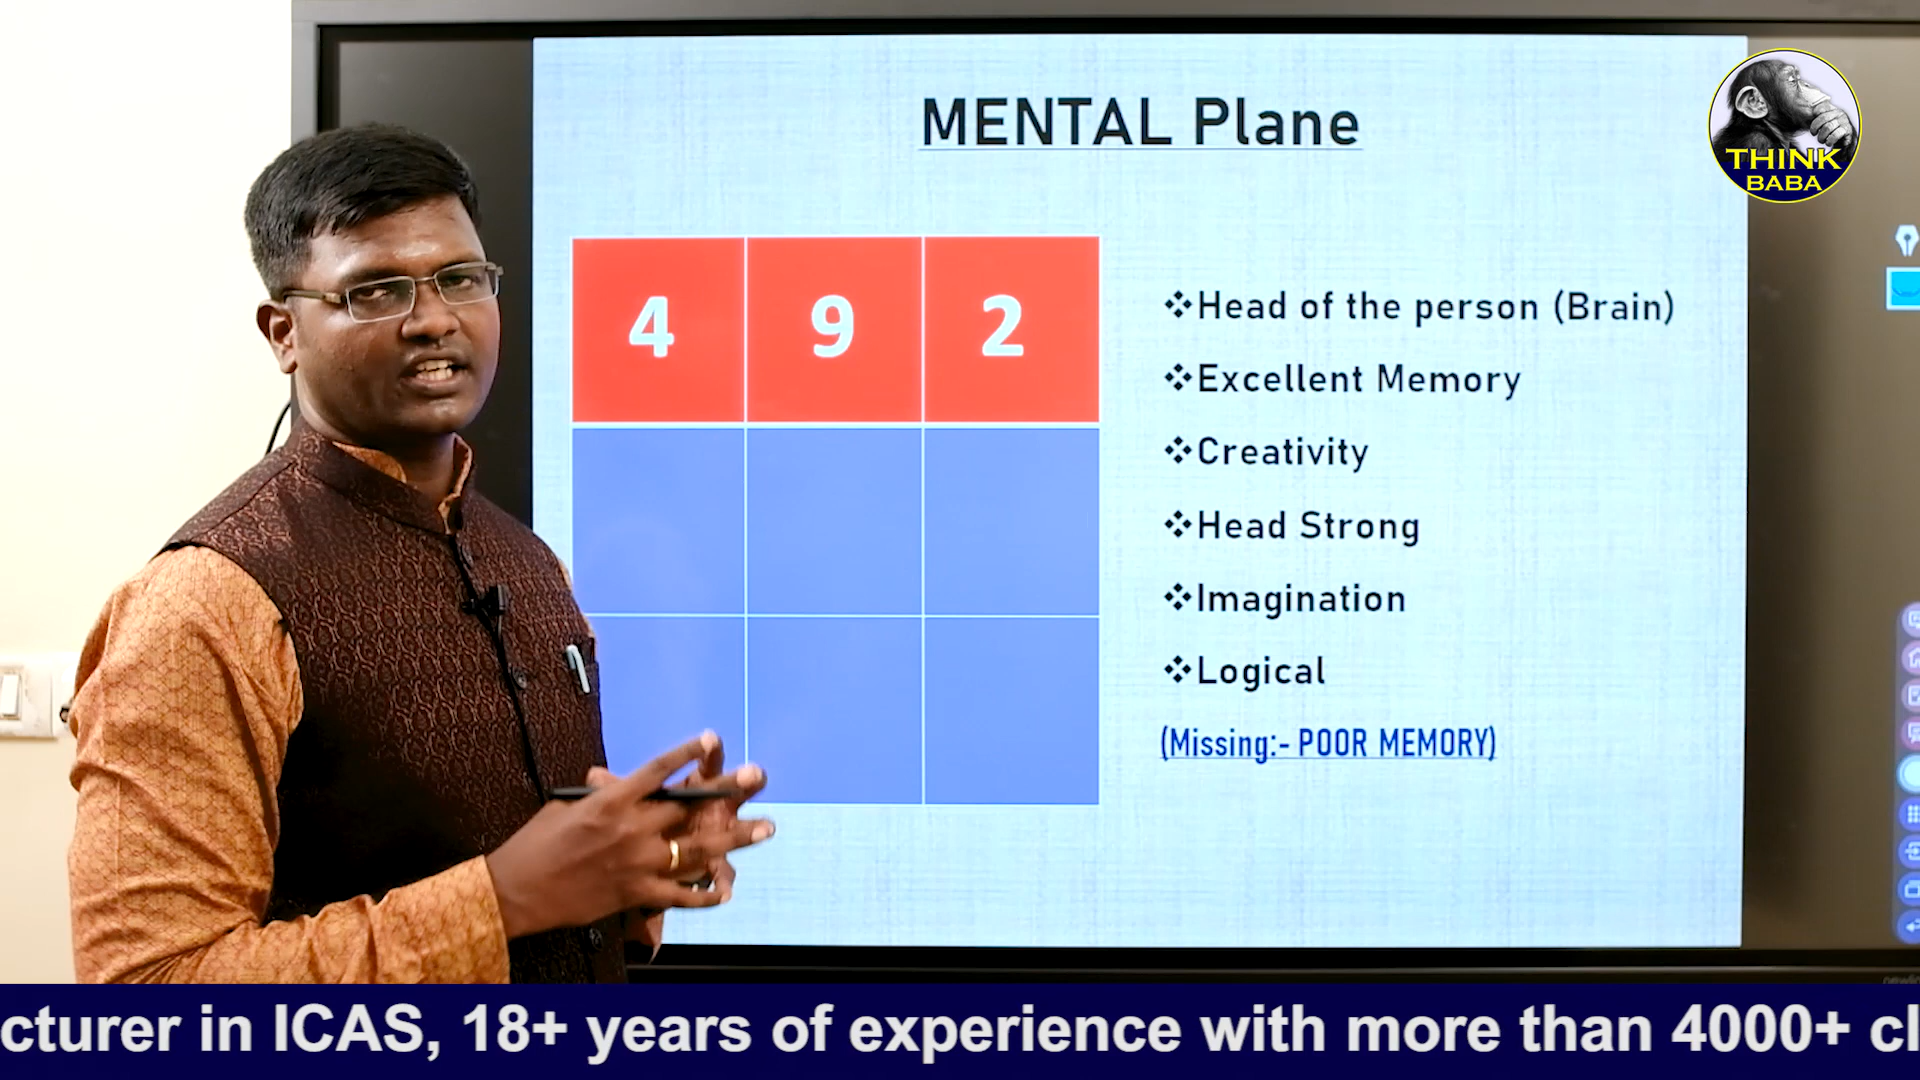 MENTAL Plane
THINK
BABA
4 9 2
❖Head of the person (Brain)
❖Excellent Memory
❖Creativity
❖Head Strong
❖Imagination
❖Logical
(Missing:- POOR MEMORY)
cturer in ICAS, 18+ years of experience with more than 4000+ cl